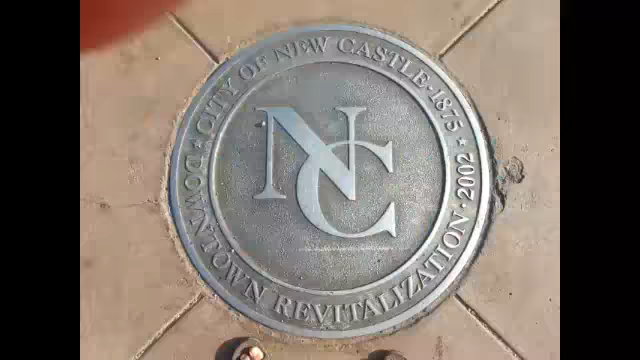 CITY OF NEW CASTLE · 1875
NC
DOWNTOWN REVITALIZATION · 2002